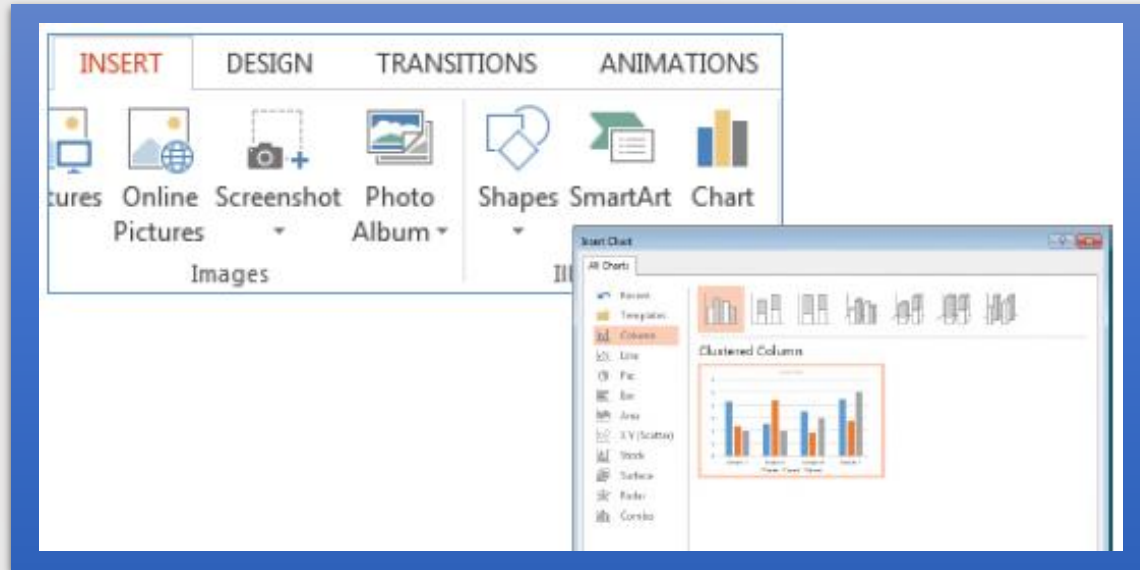 INSERT DESIGN TRANSITIONS ANIMATIONS
tures Online Pictures Screenshot Photo Album Shapes SmartArt Chart
Images Ill
Insert Chart
All Charts
Recent
Templates
Column
Line
Pie
Bar
Area
X Y (Scatter)
Stock
Surface
Radar
Combo
Clustered Column